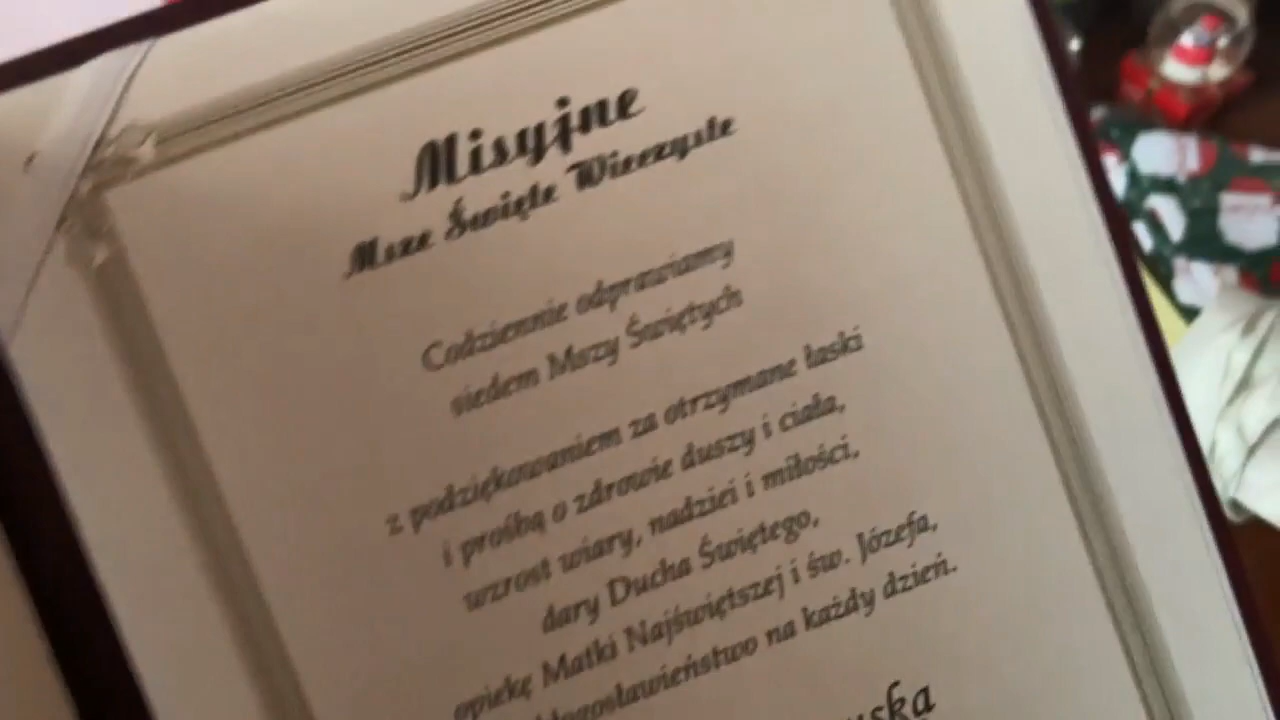 Misyjne
Msze Święte Wieczyste
Codziennie odprawiamy
siedem Mszy Świętych
z podziękowaniem za otrzymane łaski
i prośbą o zdrowie duszy i ciała,
wzrost wiary, nadziei i miłości,
dary Ducha Świętego,
opiekę Matki Najświętszej i św. Józefa,
błogosławieństwo na każdy dzień.